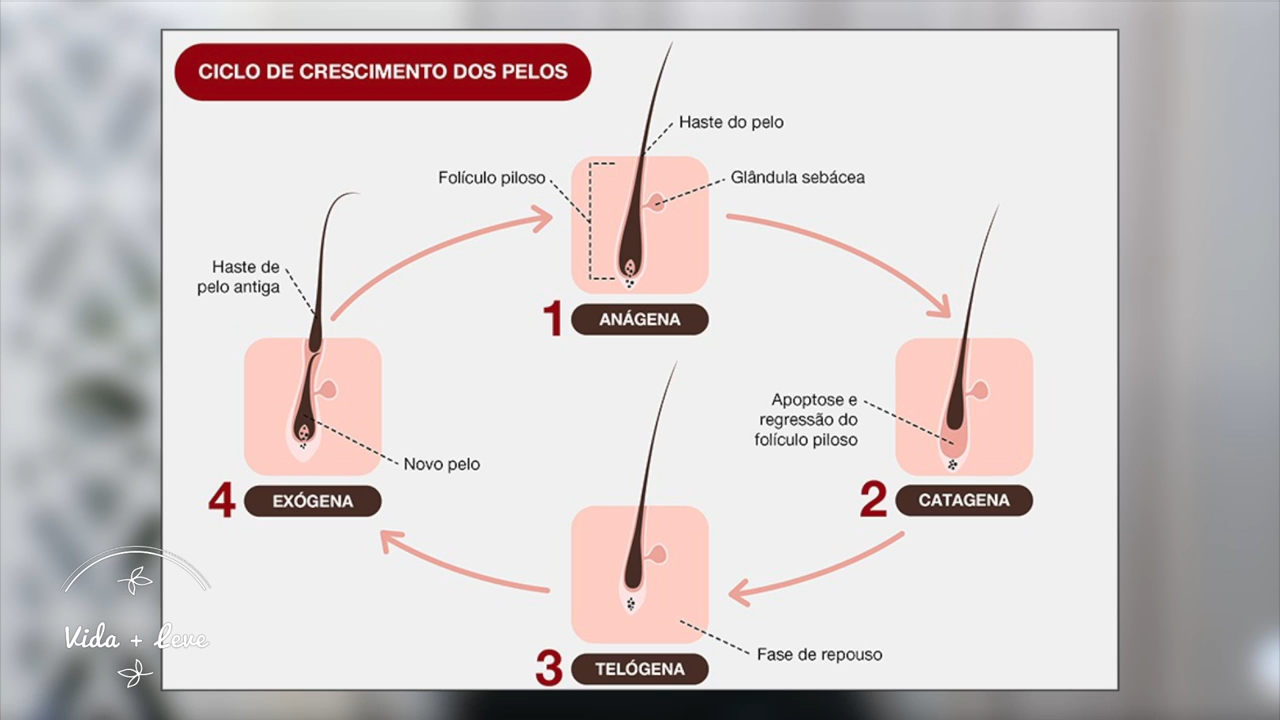 CICLO DE CRESCIMENTO DOS PELOS
Haste do pelo
Folículo piloso
Glândula sebácea
1
ANÁGENA
Haste de
pelo antiga
Novo pelo
4
EXÓGENA
Apoptose e
regressão do
folículo piloso
2
CATAGENA
Fase de repouso
3
TELÓGENA
Vida + leve